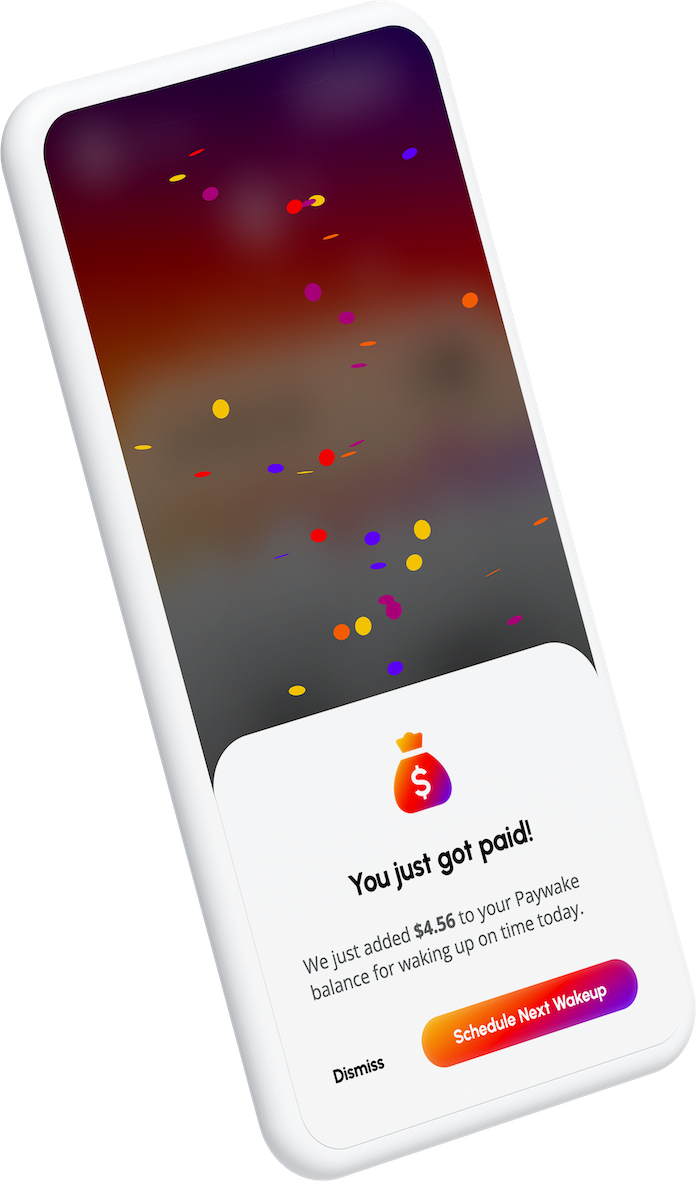 $
You just got paid!
We just added $4.56 to your Paywake
balance for waking up on time today.
Dismiss
Schedule Next Wakeup